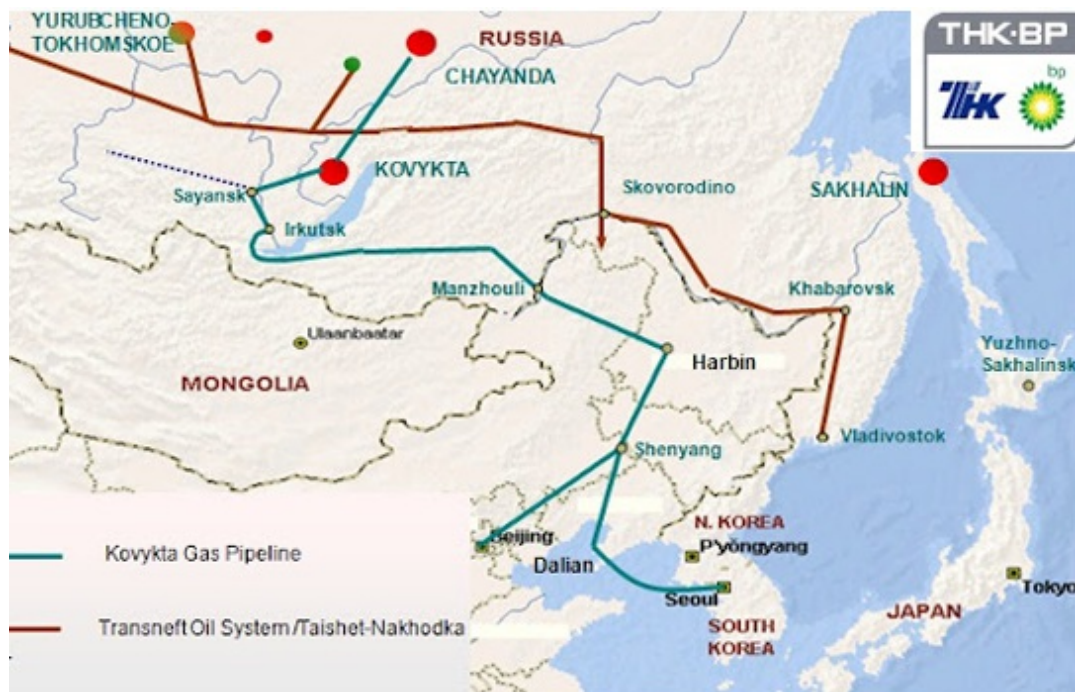 YURUBCHENO-
TOKHOMSKOE
RUSSIA
CHAYANDA
ТНК·BP
ТНК
bp
KOVYKTA
Sayansk
Skovorodino
SAKHALIN
Irkutsk
Manzhouli
Khabarovsk
Ulaanbaatar
Harbin
Yuzhno-
Sakhalinsk
MONGOLIA
Shenyang
Vladivostok
N. KOREA
Beijing
P'yŏngyang
Kovykta Gas Pipeline
Dalian
Seoul
Tokyo
JAPAN
Transneft Oil System /Taishet-Nakhodka
SOUTH
KOREA